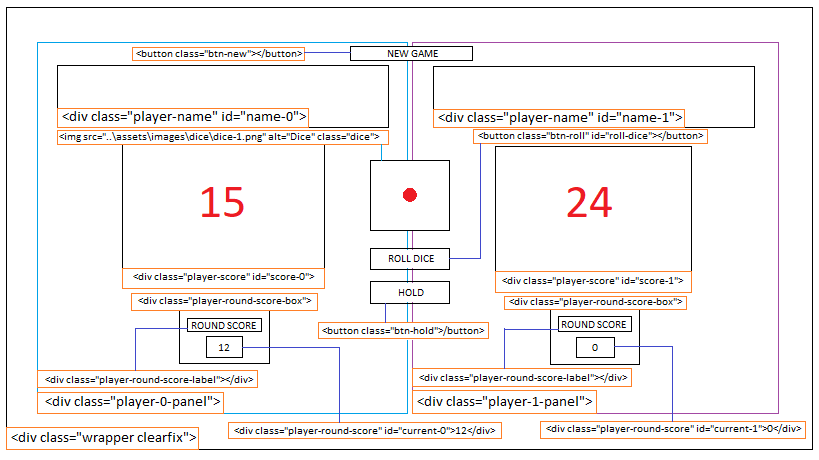 <button class="btn-new"></button>
NEW GAME
<div class="player-name" id="name-0">
<div class="player-name" id="name-1">
<img src="..\assets\images\dice\dice-1.png" alt="Dice" class="dice">
<button class="btn-roll" id="roll-dice"></button>
15
24
ROLL DICE
<div class="player-score" id="score-0">
<div class="player-score" id="score-1">
HOLD
<div class="player-round-score-box">
<div class="player-round-score-box">
ROUND SCORE
<button class="btn-hold">/button>
ROUND SCORE
12
0
<div class="player-round-score-label"></div>
<div class="player-round-score-label"></div>
<div class="player-0-panel">
<div class="player-1-panel">
<div class="player-round-score" id="current-0">12</div>
<div class="player-round-score" id="current-1">0</div>
<div class="wrapper clearfix">